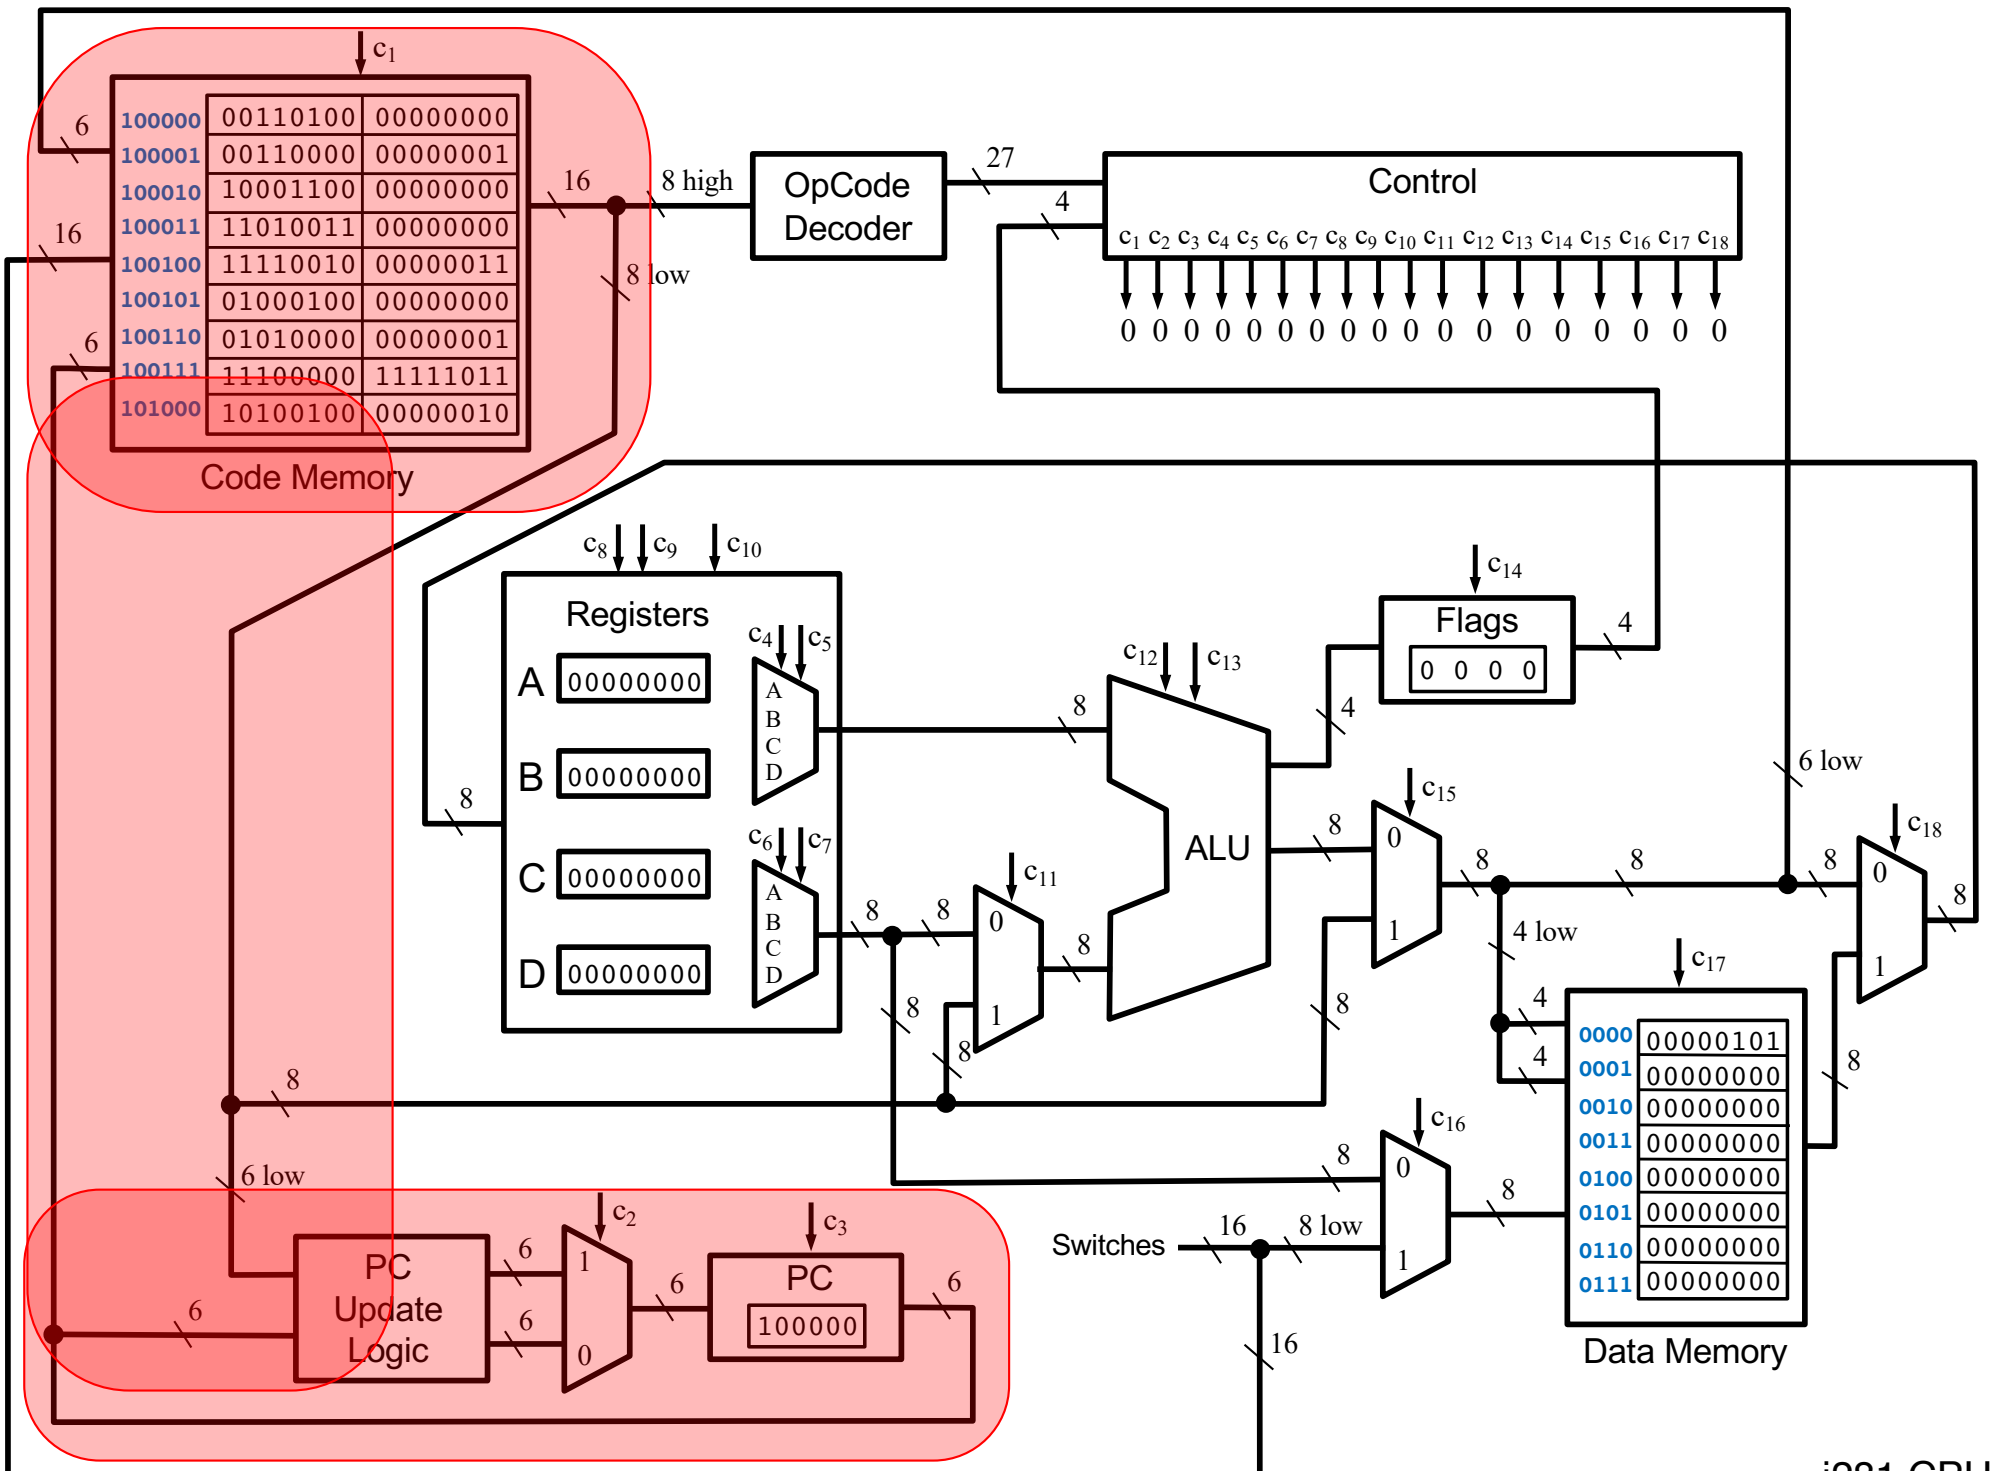 c1
6
16
6
100000 00110100 00000000
100001 00110000 00000001
100010 10001100 00000000
100011 11010011 00000000
100100 11110010 00000011
100101 01000100 00000000
100110 01010000 00000001
100111 11100000 11111011
101000 10100100 00000010
Code Memory
16
8 high
8 low
OpCode
Decoder
27
4
Control
c1 c2 c3 c4 c5 c6 c7 c8 c9 c10 c11 c12 c13 c14 c15 c16 c17 c18
0 0 0 0 0 0 0 0 0 0 0 0 0 0 0 0 0 0
c8 c9 c10
Registers
A 00000000
B 00000000
C 00000000
D 00000000
8
c4 c5
A
B
C
D
c6 c7
A
B
C
D
8
8
8
8
c11
0
1
8
8
c12 c13
ALU
4
8
c14
Flags
0 0 0 0
4
c15
0
1
8
8
8
8
6 low
4 low
4
4
c18
0
1
8
8
c17
0000 00000101
0001 00000000
0010 00000000
0011 00000000
0100 00000000
0101 00000000
0110 00000000
0111 00000000
Data Memory
8
6 low
6
PC
Update
Logic
6
6
c2
1
0
6
c3
PC
100000
6
Switches
16
8 low
16
8
c16
0
1
8